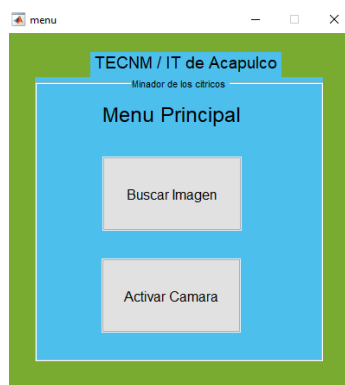 menu
TECNM / IT de Acapulco
Minador de los citricos
Menu Principal
Buscar Imagen
Activar Camara